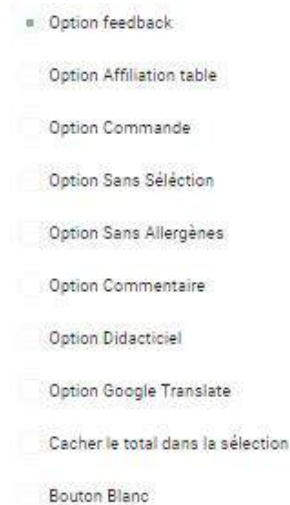 Option feedback
Option Affiliation table
Option Commande
Option Sans Séléction
Option Sans Allergènes
Option Commentaire
Option Didacticiel
Option Google Translate
Cacher le total dans la sélection
Bouton Blanc